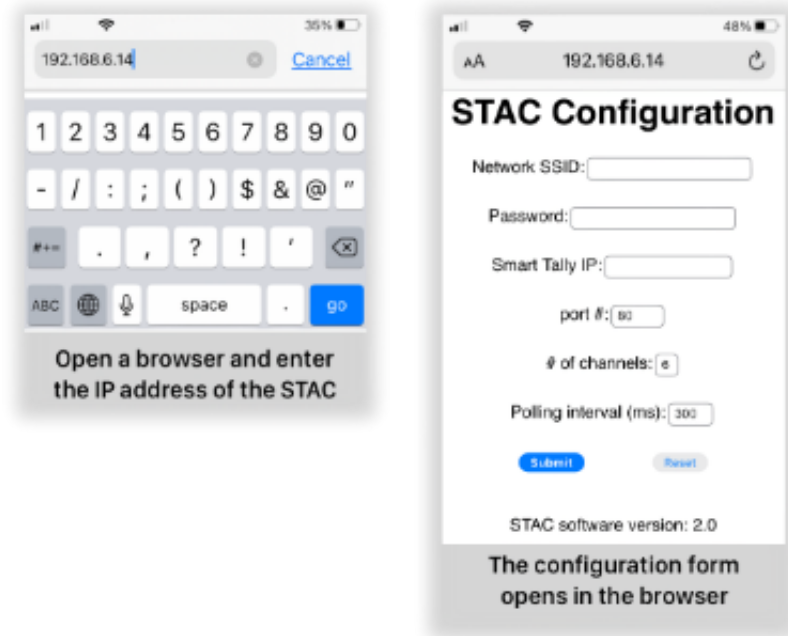 35%
192.168.6.14 Cancel
1 2 3 4 5 6 7 8 9 0
- / : ; ( ) $ & @ "
#+= . , ? ! '
ABC space . go
Open a browser and enter
the IP address of the STAC
48%
AA 192.168.6.14
STAC Configuration
Network SSID:
Password:
Smart Tally IP:
port #: 80
# of channels: 6
Polling interval (ms): 300
Submit Reset
STAC software version: 2.0
The configuration form
opens in the browser